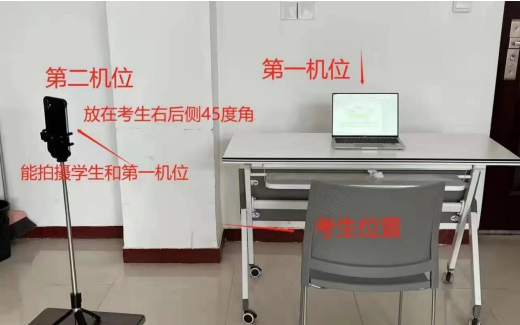 第一机位
第二机位
放在考生右后侧45度角
能拍摄学生和第一机位
考生位置